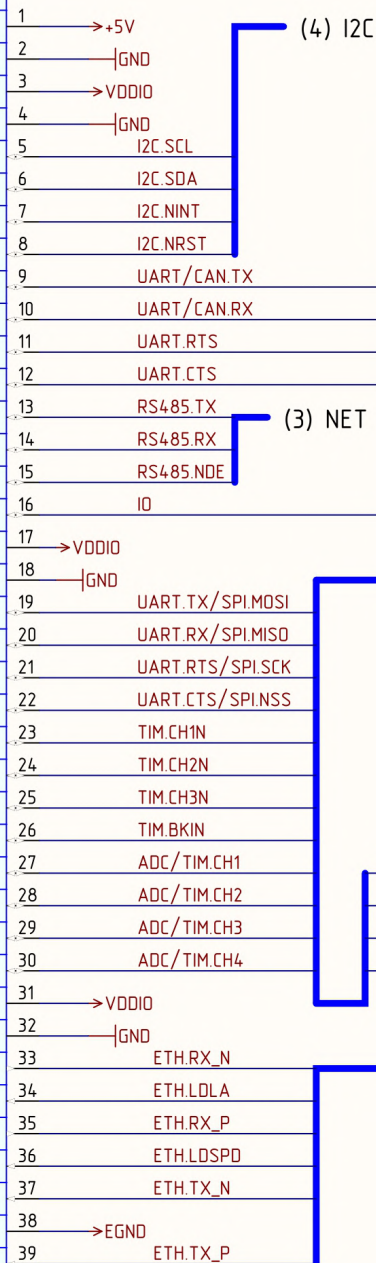 1 +5V (4) I2C
2 GND
3 VDDIO
4 GND
5 I2C.SCL
6 I2C.SDA
7 I2C.NINT
8 I2C.NRST
9 UART/CAN.TX
10 UART/CAN.RX
11 UART.RTS
12 UART.CTS
13 RS485.TX (3) NET
14 RS485.RX
15 RS485.NDE
16 IO
17 VDDIO
18 GND
19 UART.TX/SPI.MOSI
20 UART.RX/SPI.MISO
21 UART.RTS/SPI.SCK
22 UART.CTS/SPI.NSS
23 TIM.CH1N
24 TIM.CH2N
25 TIM.CH3N
26 TIM.BKIN
27 ADC/TIM.CH1
28 ADC/TIM.CH2
29 ADC/TIM.CH3
30 ADC/TIM.CH4
31 VDDIO
32 GND
33 ETH.RX_N
34 ETH.LDLA
35 ETH.RX_P
36 ETH.LDSPD
37 ETH.TX_N
38 EGND
39 ETH.TX_P